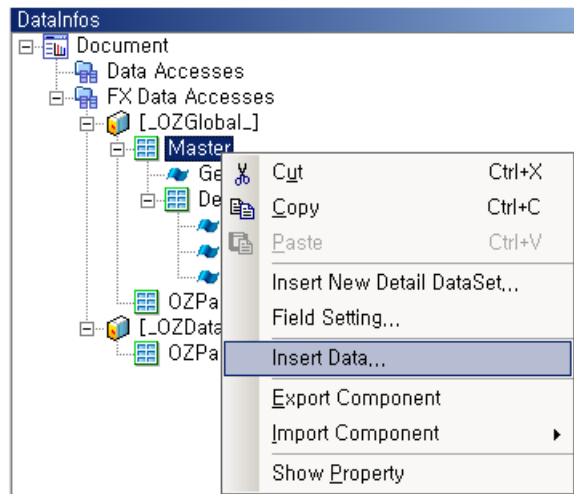 DataInfos
Document
Data Accesses
FX Data Accesses
[_OZGlobal_]
Master
Ge
De
OZPa
[_OZData
OZPa
Cut Ctrl+X
Copy Ctrl+C
Paste Ctrl+V
Insert New Detail DataSet...
Field Setting...
Insert Data...
Export Component
Import Component
Show Property